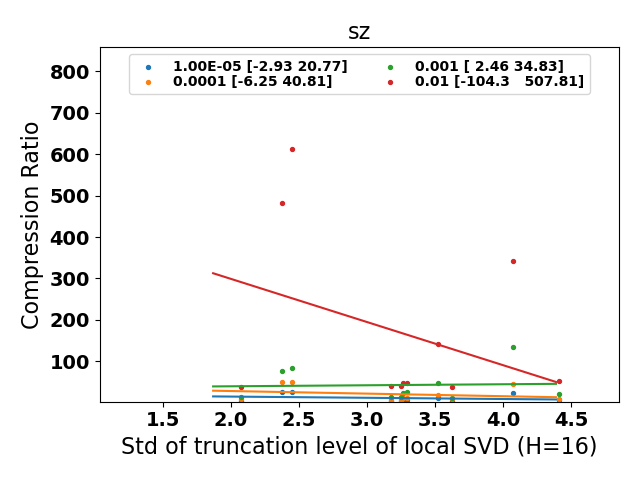 sz
1.00E-05 [-2.93 20.77]
0.0001 [-6.25 40.81]
0.001 [ 2.46 34.83]
0.01 [-104.3   507.81]
Compression Ratio
800
700
600
500
400
300
200
100
1.5 2.0 2.5 3.0 3.5 4.0 4.5
Std of truncation level of local SVD (H=16)